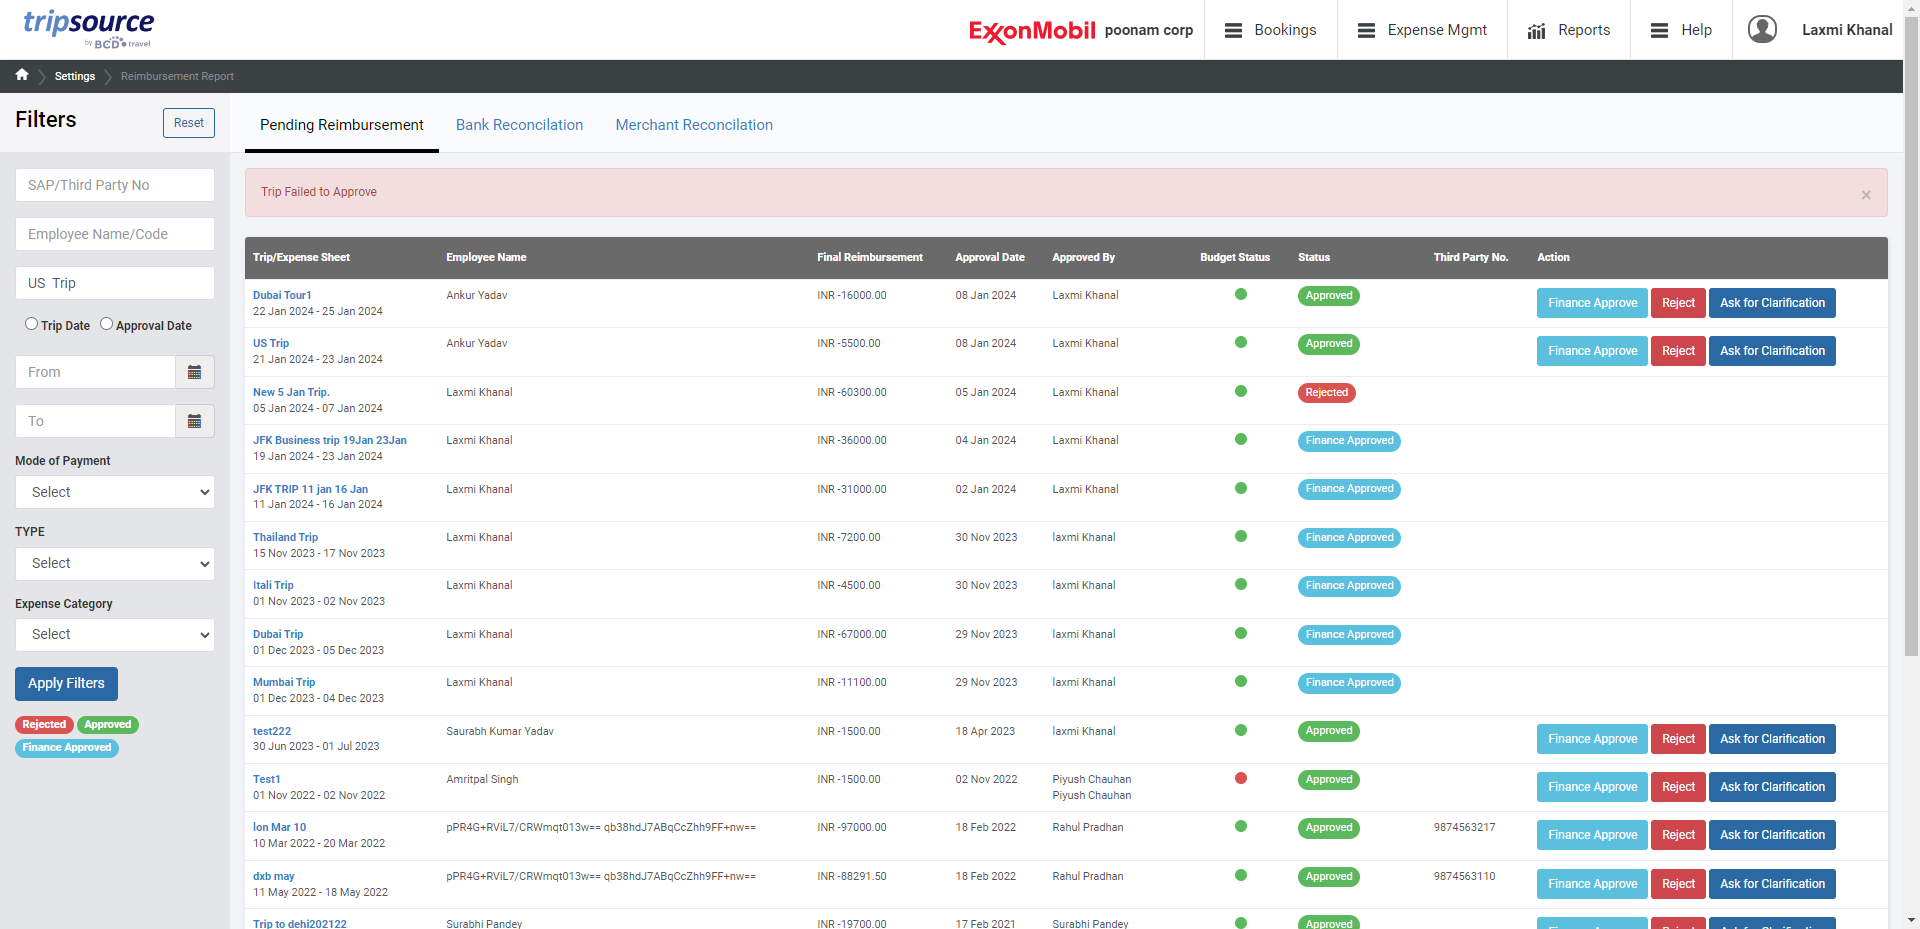 tripsource
by BCD travel
ExxonMobil poonam corp
Bookings
Expense Mgmt
Reports
Help
Laxmi Khanal
Settings
Reimbursement Report
Filters
Reset
SAP/Third Party No
Employee Name/Code
US  Trip
Trip Date
Approval Date
From
To
Mode of Payment
Select
TYPE
Select
Expense Category
Select
Apply Filters
Rejected
Approved
Finance Approved
Pending Reimbursement
Bank Reconcilation
Merchant Reconcilation
Trip Failed to Approve
×
Trip/Expense Sheet Employee Name Final Reimbursement Approval Date Approved By Budget Status Status Third Party No. Action
Dubai Tour1 Ankur Yadav INR -16000.00 08 Jan 2024 Laxmi Khanal Approved Finance Approve Reject Ask for Clarification
22 Jan 2024 - 25 Jan 2024
US Trip Ankur Yadav INR -5500.00 08 Jan 2024 Laxmi Khanal Approved Finance Approve Reject Ask for Clarification
21 Jan 2024 - 23 Jan 2024
New 5 Jan Trip. Laxmi Khanal INR -60300.00 05 Jan 2024 Laxmi Khanal Rejected
05 Jan 2024 - 07 Jan 2024
JFK Business trip 19Jan 23Jan Laxmi Khanal INR -36000.00 04 Jan 2024 Laxmi Khanal Finance Approved
19 Jan 2024 - 23 Jan 2024
JFK TRIP 11 jan 16 Jan Laxmi Khanal INR -31000.00 02 Jan 2024 Laxmi Khanal Finance Approved
11 Jan 2024 - 16 Jan 2024
Thailand Trip Laxmi Khanal INR -7200.00 30 Nov 2023 laxmi Khanal Finance Approved
15 Nov 2023 - 17 Nov 2023
Itali Trip Laxmi Khanal INR -4500.00 30 Nov 2023 laxmi Khanal Finance Approved
01 Nov 2023 - 02 Nov 2023
Dubai Trip Laxmi Khanal INR -67000.00 29 Nov 2023 laxmi Khanal Finance Approved
01 Dec 2023 - 05 Dec 2023
Mumbai Trip Laxmi Khanal INR -11100.00 29 Nov 2023 laxmi Khanal Finance Approved
01 Dec 2023 - 04 Dec 2023
test222 Saurabh Kumar Yadav INR -1500.00 18 Apr 2023 laxmi Khanal Approved Finance Approve Reject Ask for Clarification
30 Jun 2023 - 01 Jul 2023
Test1 Amritpal Singh INR -1500.00 02 Nov 2022 Piyush Chauhan Approved Finance Approve Reject Ask for Clarification
01 Nov 2022 - 02 Nov 2022 Piyush Chauhan
lon Mar 10 pPR4G+RViL7/CRWmqt013w== qb38hdJ7ABqCcZhh9FF+nw== INR -97000.00 18 Feb 2022 Rahul Pradhan Approved 9874563217 Finance Approve Reject Ask for Clarification
10 Mar 2022 - 20 Mar 2022
dxb may pPR4G+RViL7/CRWmqt013w== qb38hdJ7ABqCcZhh9FF+nw== INR -88291.50 18 Feb 2022 Rahul Pradhan Approved 9874563110 Finance Approve Reject Ask for Clarification
11 May 2022 - 18 May 2022
Trip to dehi202122 Surabhi Pandey INR -19700.00 17 Feb 2021 Surabhi Pandey Approved